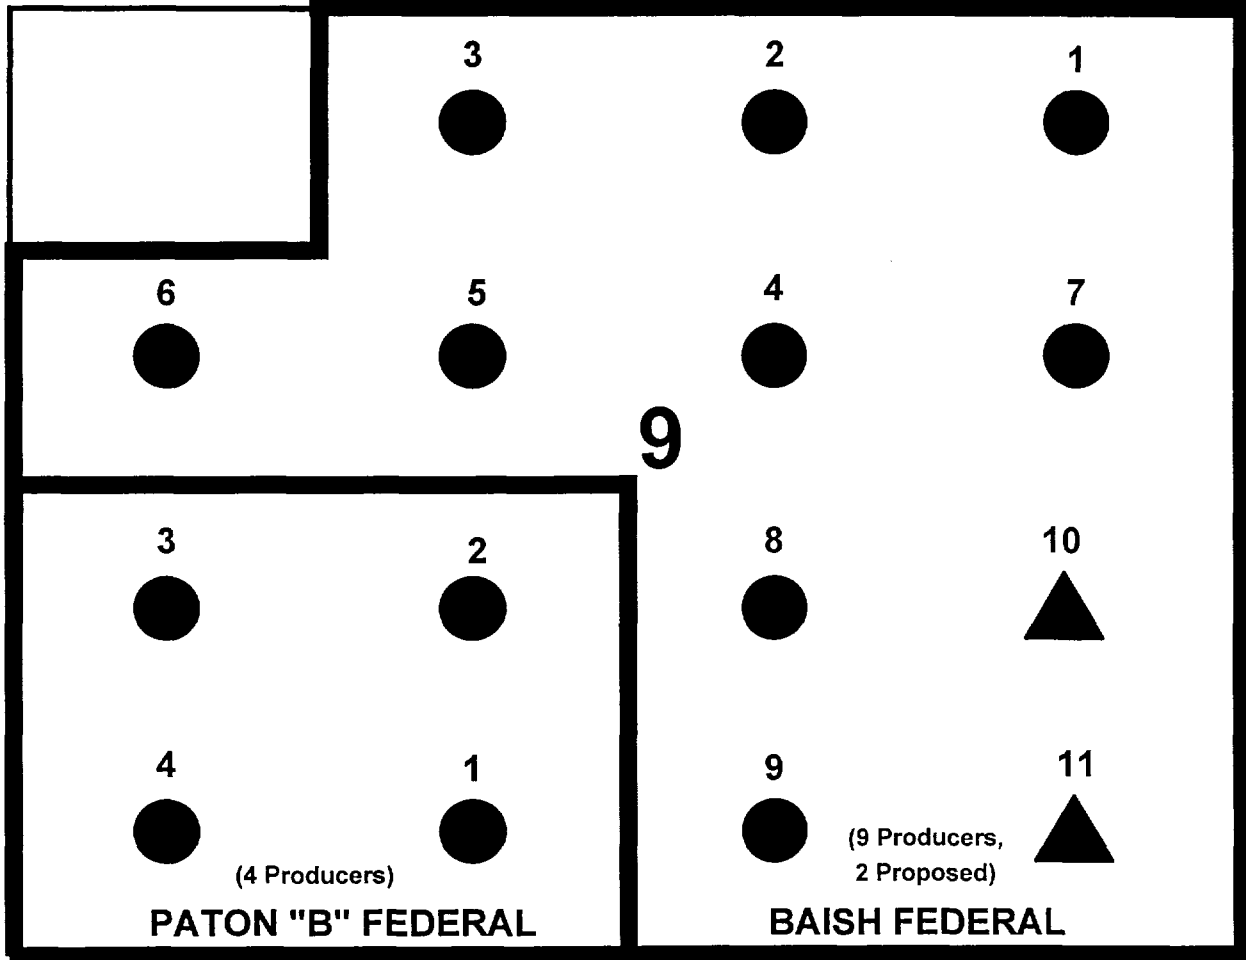 3 2 1
6 5 4 7
9
3 2 8 10
4 1 9 11
(9 Producers,
2 Proposed)
(4 Producers)
PATON "B" FEDERAL
BAISH FEDERAL